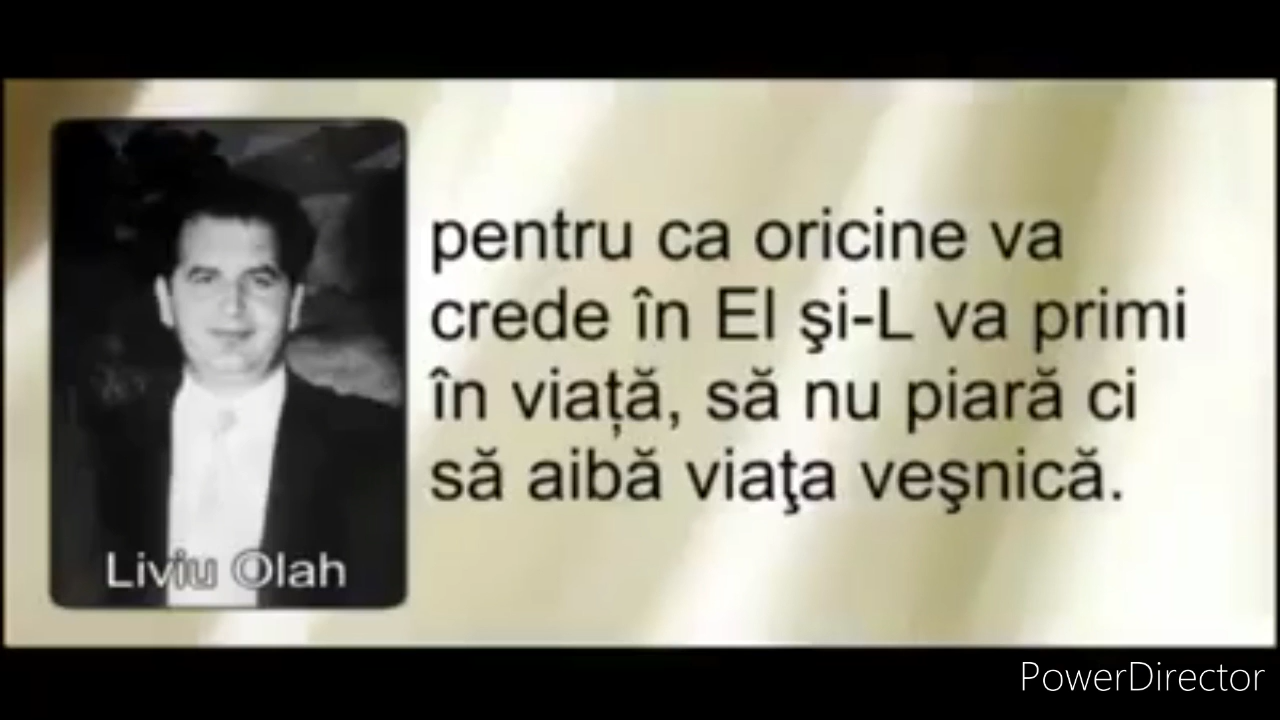 pentru ca oricine va
crede în El şi-L va primi
în viață, să nu piară ci
să aibă viaţa veşnică.
Liviu Olah
PowerDirector